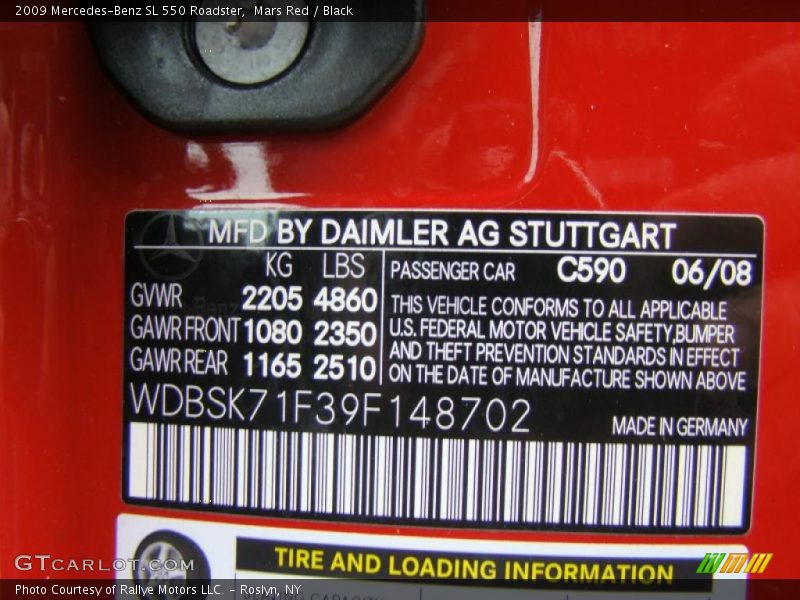 2009 Mercedes-Benz SL 550 Roadster,  Mars Red / Black
MFD BY DAIMLER AG STUTTGART
KG LBS
GVWR 2205 4860
GAWR FRONT 1080 2350
GAWR REAR 1165 2510
PASSENGER CAR C590 06/08
THIS VEHICLE CONFORMS TO ALL APPLICABLE
U.S. FEDERAL MOTOR VEHICLE SAFETY,BUMPER
AND THEFT PREVENTION STANDARDS IN EFFECT
ON THE DATE OF MANUFACTURE SHOWN ABOVE
WDBSK71F39F148702
MADE IN GERMANY
TIRE AND LOADING INFORMATION
GTCARLOT.COM
Photo Courtesy of Rallye Motors LLC. - Roslyn, NY